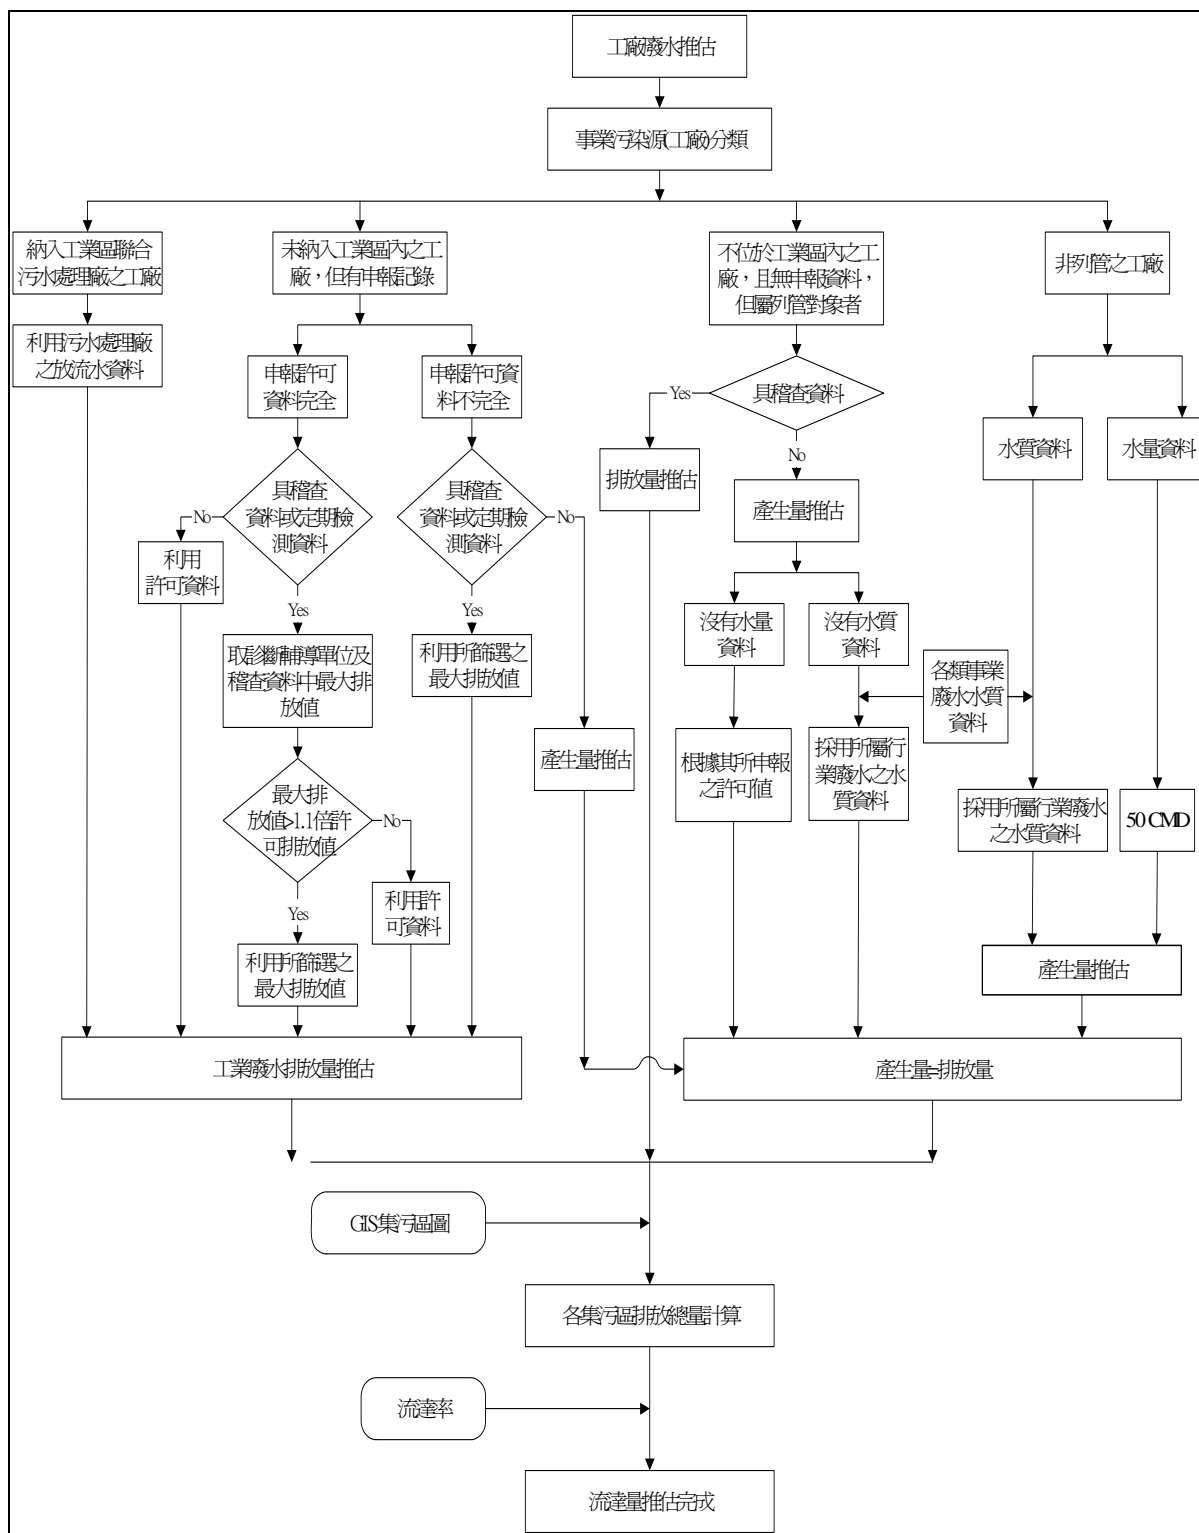 工廠廢水推估
事業污染源(工廠)分類
納入工業區聯合
污水處理廠之工廠
利用污水處理廠
之放流水資料
未納入工業區內之工
廠，但有申報記錄
申報許可
資料完全
具稽查
資料或定期檢
測資料
No
利用
許可資料
Yes
取診斷輔導單位及
稽查資料中最大排
放值
最大排
放值>1.1倍許
可排放值
No
利用許
可資料
Yes
利用所篩選之
最大排放值
申報許可資
料不完全
具稽查
資料或定期檢
測資料
No
產生量推估
Yes
利用所篩選之
最大排放值
工業廢水排放量推估
不位於工業區內之工
廠，且無申報資料，
但屬列管對象者
具稽查資料
Yes
排放量推估
No
產生量推估
沒有水量
資料
根據其所申報
之許可值
沒有水質
資料
採用所屬行
業廢水之水
質資料
各類事業
廢水水質
資料
非列管之工廠
水質資料
採用所屬行業廢水
之水質資料
水量資料
50 CMD
產生量推估
產生量=排放量
GIS集污區圖
各集污區排放總量計算
流達率
流達量推估完成